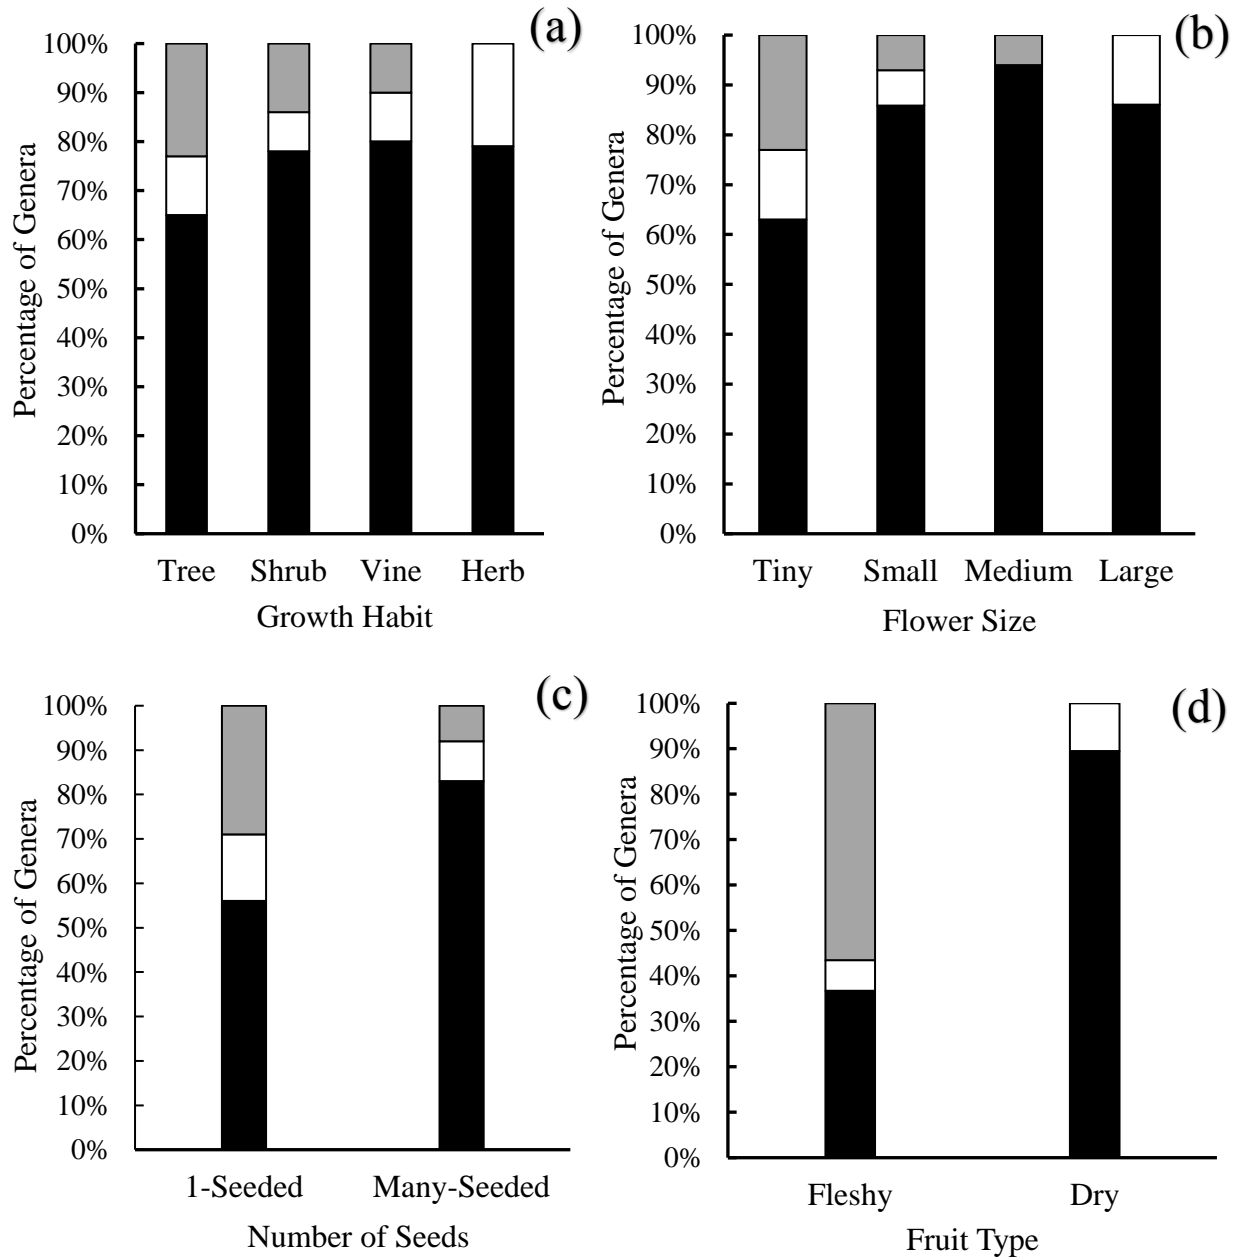 (a)
100%
90%
80%
70%
60%
50%
40%
30%
20%
10%
0%
Percentage of Genera
Tree Shrub Vine Herb
Growth Habit
(b)
100%
90%
80%
70%
60%
50%
40%
30%
20%
10%
0%
Percentage of Genera
Tiny Small Medium Large
Flower Size
(c)
100%
90%
80%
70%
60%
50%
40%
30%
20%
10%
0%
Percentage of Genera
1-Seeded Many-Seeded
Number of Seeds
(d)
100%
90%
80%
70%
60%
50%
40%
30%
20%
10%
0%
Percentage of Genera
Fleshy Dry
Fruit Type